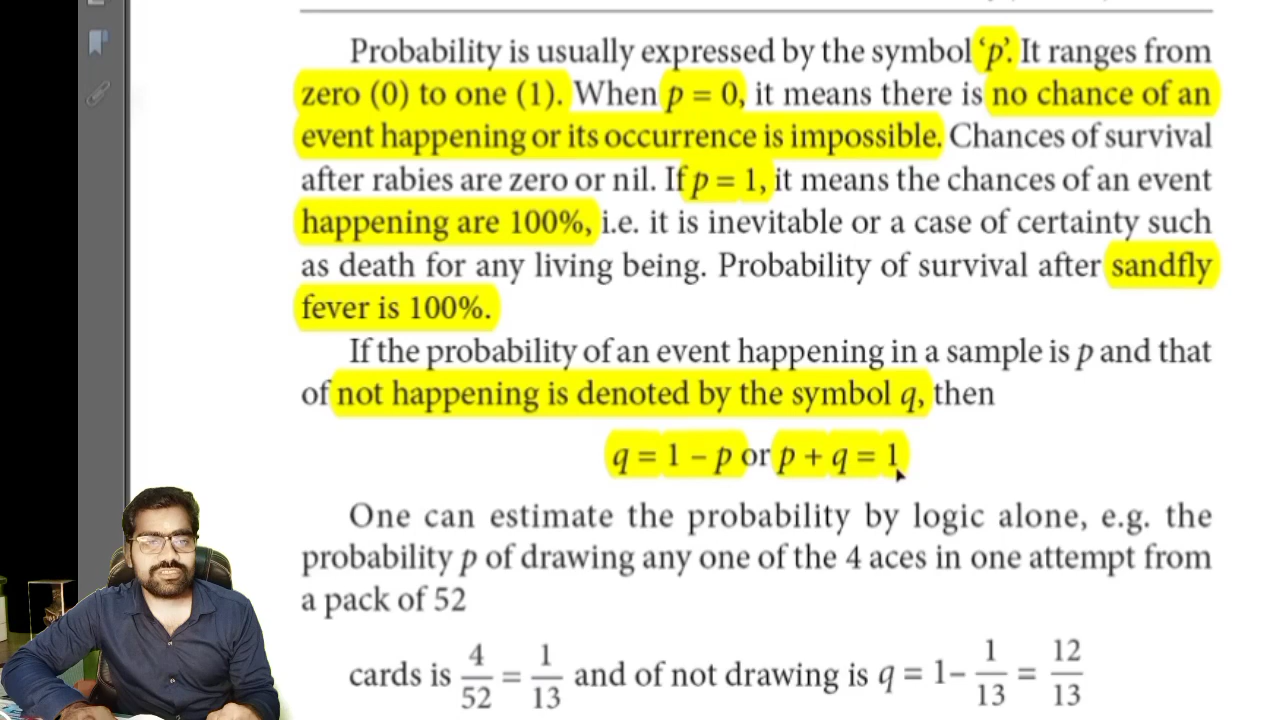 Probability is usually expressed by the symbol ‘p’. It ranges from
zero (0) to one (1). When p = 0, it means there is no chance of an
event happening or its occurrence is impossible. Chances of survival
after rabies are zero or nil. If p = 1, it means the chances of an event
happening are 100%, i.e. it is inevitable or a case of certainty such
as death for any living being. Probability of survival after sandfly
fever is 100%.
If the probability of an event happening in a sample is p and that
of not happening is denoted by the symbol q, then
q = 1 – p or p + q = 1
One can estimate the probability by logic alone, e.g. the
probability p of drawing any one of the 4 aces in one attempt from
a pack of 52
cards is 4/52 = 1/13 and of not drawing is q = 1– 1/13 = 12/13